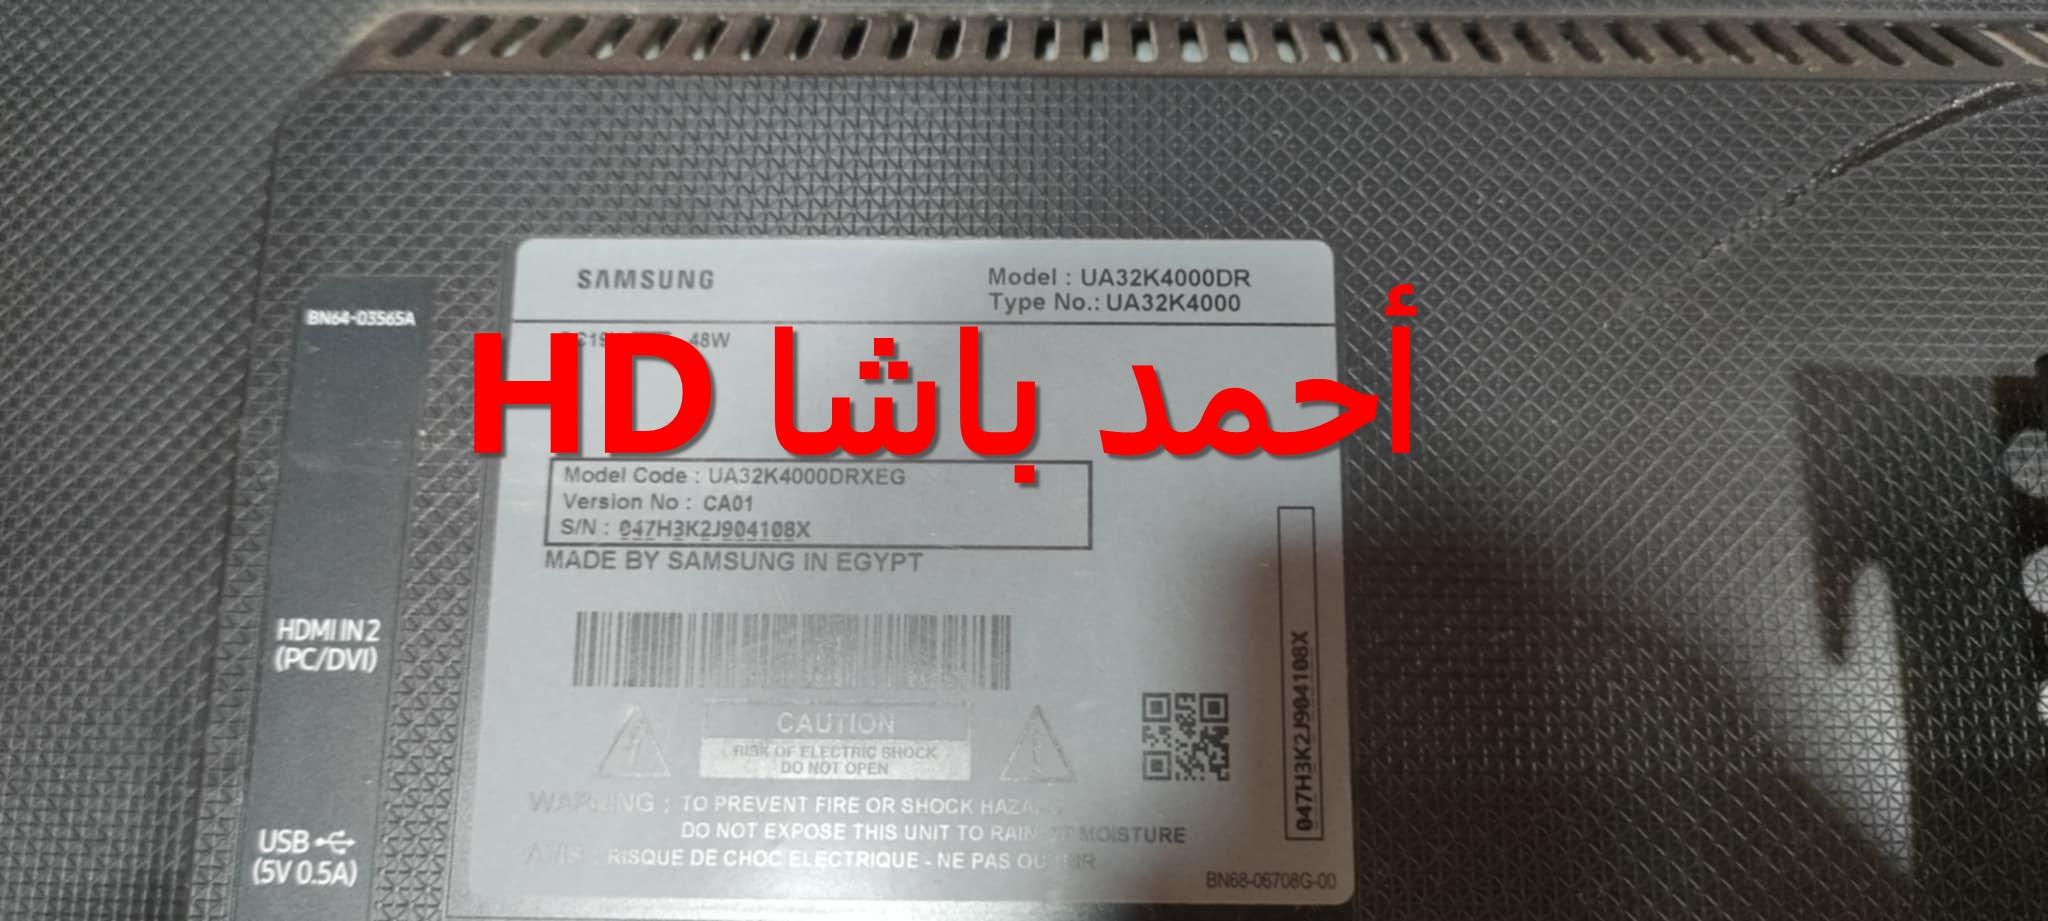 SAMSUNG
Model : UA32K4000DR
Type No.: UA32K4000
BN64-03565A
48W
أحمد باشا HD
Model Code : UA32K4000DRXEG
Version No : CA01
S/N : 047H3K2J904108X
MADE BY SAMSUNG IN EGYPT
HDMI IN 2
(PC/DVI)
CAUTION
RISK OF ELECTRIC SHOCK
DO NOT OPEN
WARNING : TO PREVENT FIRE OR SHOCK
DO NOT EXPOSE THIS UNIT TO RAIN MOISTURE
RISQUE DE CHOC ELECTRIQUE - NE PAS
047H3K2J904108X
USB
(5V 0.5A)
BN68-06708G-00